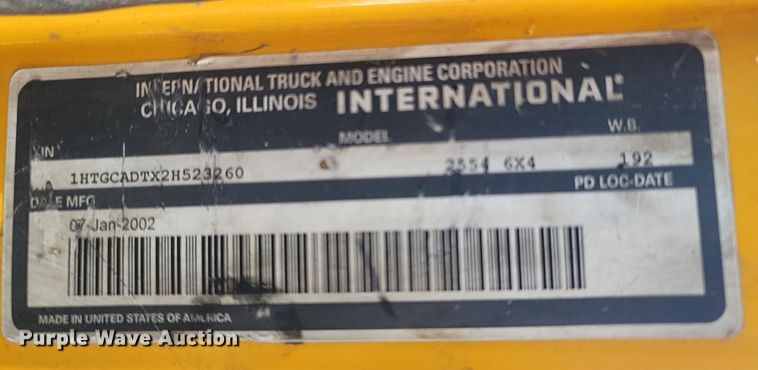 INTERNATIONAL TRUCK AND ENGINE CORPORATION
CHICAGO, ILLINOIS INTERNATIONAL®
VIN MODEL W.B.
1HTGCADTX2H523260 2554 6X4 192
DATE MFG PD LOC-DATE
07-Jan-2002
MADE IN UNITED STATES OF AMERICA
Purple Wave Auction